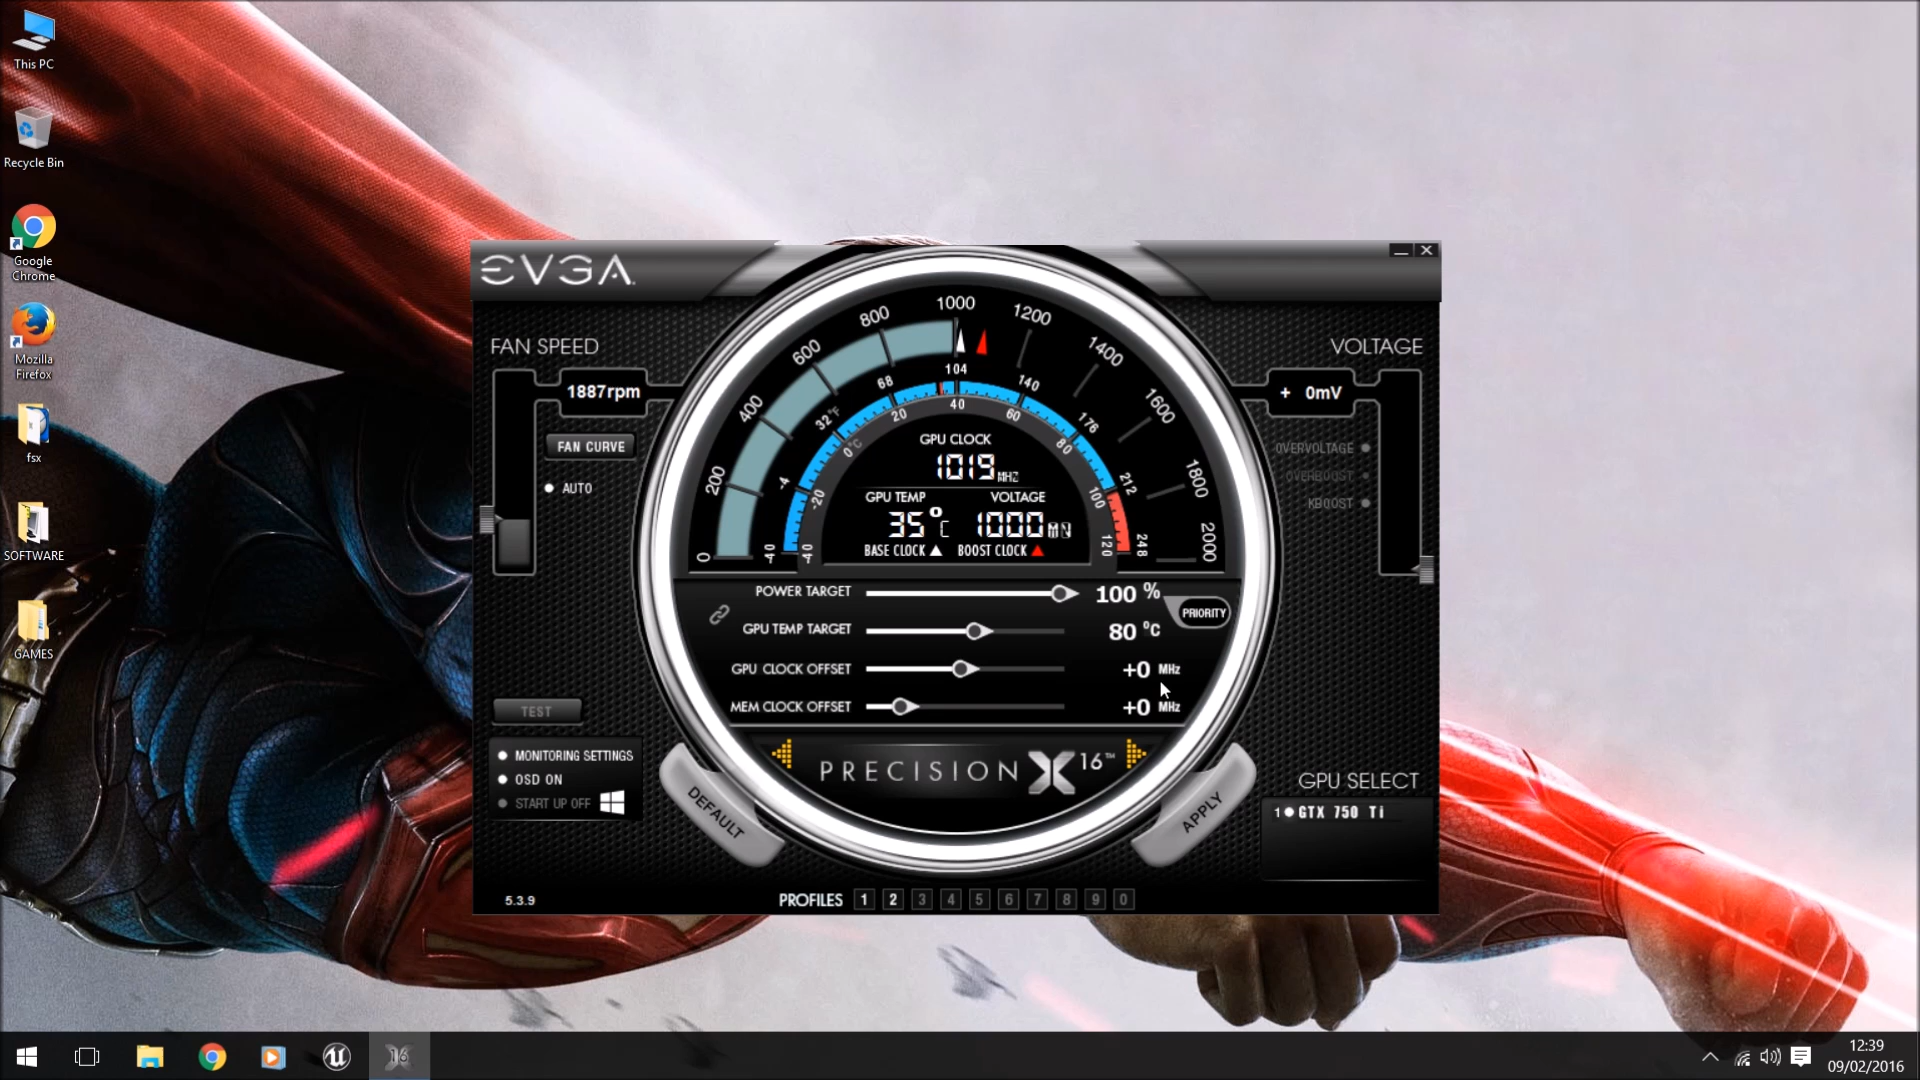 This PC
Recycle Bin
Google
Chrome
Mozilla
Firefox
fsx
SOFTWARE
GAMES
EVGA
FAN SPEED
1887rpm
FAN CURVE
AUTO
TEST
MONITORING SETTINGS
OSD ON
START UP OFF
5.3.9
0 200 400 600 800 1000 1200 1400 1600 1800 2000
-40 -4 32°F 68 104 140 176 212 248
-40 -20 0°C 20 40 60 80 100 120
GPU CLOCK
1019MHZ
GPU TEMP VOLTAGE
35°C 1000
BASE CLOCK BOOST CLOCK
POWER TARGET 100 %
PRIORITY
GPU TEMP TARGET 80 °C
GPU CLOCK OFFSET +0 MHz
MEM CLOCK OFFSET +0 MHz
PRECISION X 16™
DEFAULT
APPLY
PROFILES 1 2 3 4 5 6 7 8 9 0
VOLTAGE
+ 0mV
OVERVOLTAGE
OVERBOOST
KBOOST
GPU SELECT
1 GTX 750 Ti
16
12:39
09/02/2016